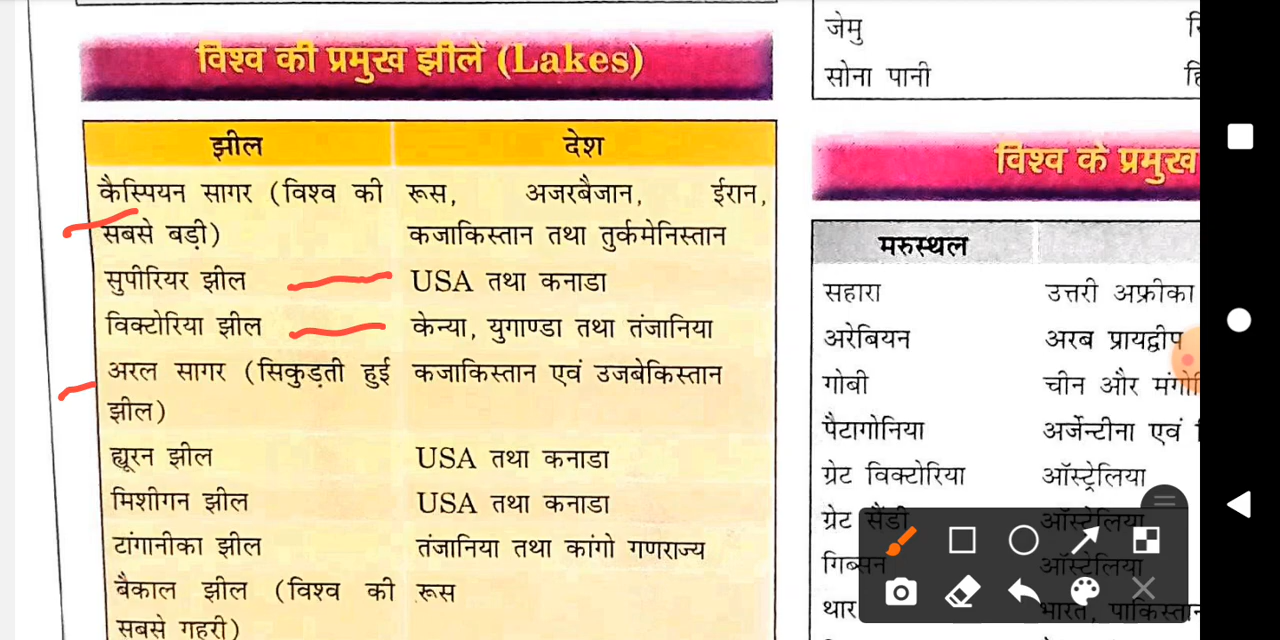 विश्व की प्रमुख झीलें (Lakes)
झील देश
कैस्पियन सागर (विश्व की रूस, अजरबैजान, ईरान,
सबसे बड़ी) कजाकिस्तान तथा तुर्कमेनिस्तान
सुपीरियर झील USA तथा कनाडा
विक्टोरिया झील केन्या, युगाण्डा तथा तंजानिया
अरल सागर (सिकुड़ती हुई कजाकिस्तान एवं उजबेकिस्तान
झील)
ह्यूरन झील USA तथा कनाडा
मिशीगन झील USA तथा कनाडा
टांगानीका झील तंजानिया तथा कांगो गणराज्य
बैकाल झील (विश्व की रूस
सबसे गहरी)
जेमु
सोना पानी
विश्व के प्रमुख
मरुस्थल
सहारा उत्तरी अफ्रीका
अरेबियन अरब प्रायद्वीप
गोबी चीन और
पैटागोनिया अर्जेन्टीना एवं
ग्रेट विक्टोरिया ऑस्ट्रेलिया
ग्रेट सैंडी ऑस्ट्रेलिया
गिब्सन ऑस्ट्रेलिया
थार भारत, पाकिस्तान